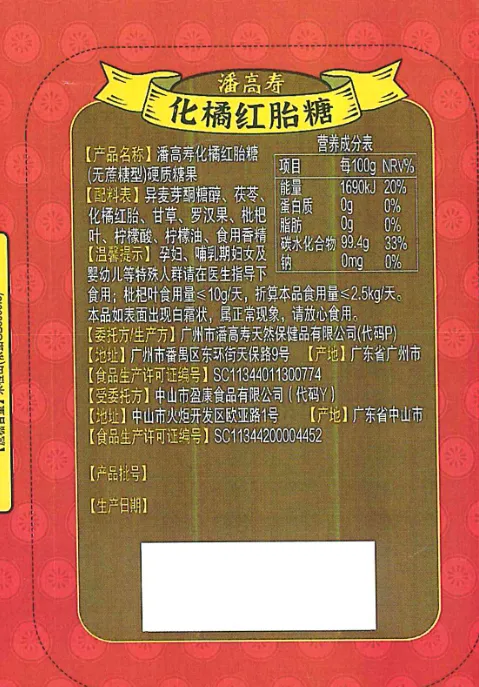 潘高寿
化橘红胎糖
营养成分表
项目 每100g NRV%
能量 1690kJ 20%
蛋白质 0g 0%
脂肪 0g 0%
碳水化合物 99.4g 33%
钠 0mg 0%
【产品名称】潘高寿化橘红胎糖
(无蔗糖型)硬质糖果
【配料表】异麦芽酮糖醇、茯苓、
化橘红胎、甘草、罗汉果、枇杷
叶、柠檬酸、柠檬油、食用香精
【温馨提示】孕妇、哺乳期妇女及
婴幼儿等特殊人群请在医生指导下
食用；枇杷叶食用量≤10g/天，折算本品食用量≤2.5kg/天。
本品如表面出现白霜状，属正常现象，请放心食用。
【委托方/生产方】广州市潘高寿天然保健品有限公司(代码P)
【地址】广州市番禺区东环街天保路9号 【产地】广东省广州市
【食品生产许可证编号】SC11344011300774
【受委托方】中山市盈康食品有限公司（代码Y）
【地址】中山市火炬开发区欧亚路1号 【产地】广东省中山市
【食品生产许可证编号】SC11344200004452
【产品批号】
【生产日期】